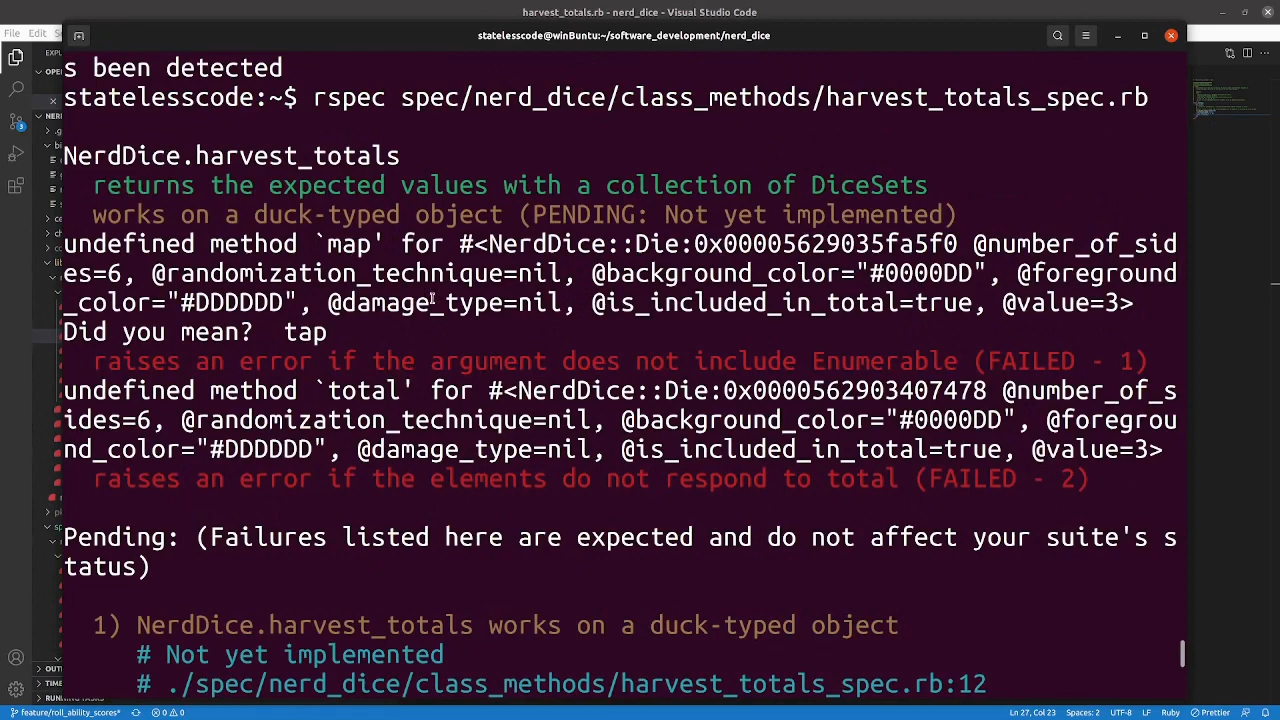 harvest_totals.rb - nerd_dice - Visual Studio Code
File Edit
statelesscode@winBuntu:~/software_development/nerd_dice
s been detected
statelesscode:~$ rspec spec/nerd_dice/class_methods/harvest_totals_spec.rb
NerdDice.harvest_totals
returns the expected values with a collection of DiceSets
works on a duck-typed object (PENDING: Not yet implemented)
undefined method `map' for #<NerdDice::Die:0x00005629035fa5f0 @number_of_sid
es=6, @randomization_technique=nil, @background_color="#0000DD", @foreground
_color="#DDDDDD", @damage_type=nil, @is_included_in_total=true, @value=3>
Did you mean?  tap
raises an error if the argument does not include Enumerable (FAILED - 1)
undefined method `total' for #<NerdDice::Die:0x0000562903407478 @number_of_s
ides=6, @randomization_technique=nil, @background_color="#0000DD", @foregrou
nd_color="#DDDDDD", @damage_type=nil, @is_included_in_total=true, @value=3>
raises an error if the elements do not respond to total (FAILED - 2)
Pending: (Failures listed here are expected and do not affect your suite's s
tatus)
1) NerdDice.harvest_totals works on a duck-typed object
# Not yet implemented
# ./spec/nerd_dice/class_methods/harvest_totals_spec.rb:12
feature/roll_ability_scores* 0 0 Ln 27, Col 23 Spaces: 2 UTF-8 LF Ruby Prettier